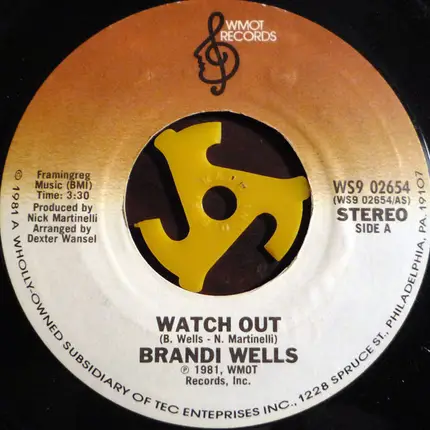 WMOT
RECORDS
Framingreg
Music (BMI)
Time: 3:30
Produced by
Nick Martinelli
Arranged by
Dexter Wansel
WS9 02654
(WS9 02654/AS)
STEREO
SIDE A
WATCH OUT
(B. Wells - N. Martinelli)
BRANDI WELLS
℗ 1981, WMOT
Records, Inc.
© 1981 A WHOLLY-OWNED SUBSIDIARY OF TEC ENTEPRISES INC., 1228 SPRUCE ST., PHILADELPHIA, PA. 19107